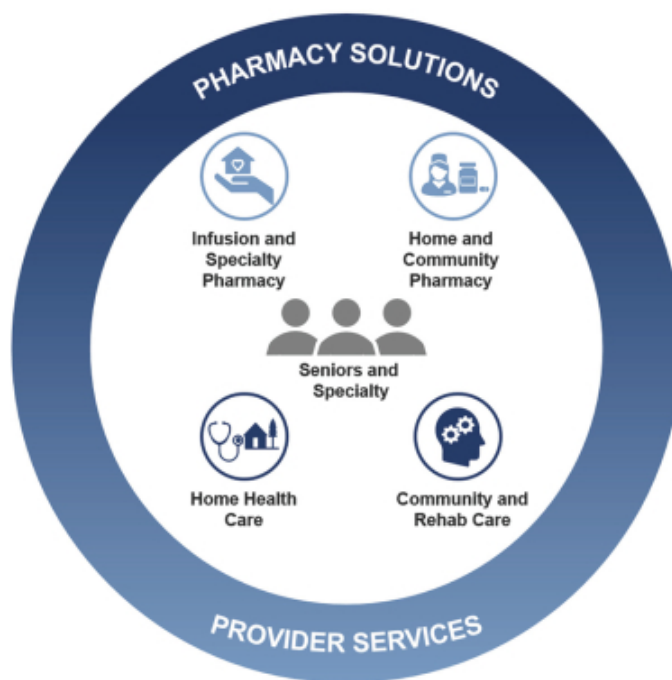 PHARMACY SOLUTIONS
Infusion and
Specialty
Pharmacy
Home and
Community
Pharmacy
Seniors and
Specialty
Home Health
Care
Community and
Rehab Care
PROVIDER SERVICES